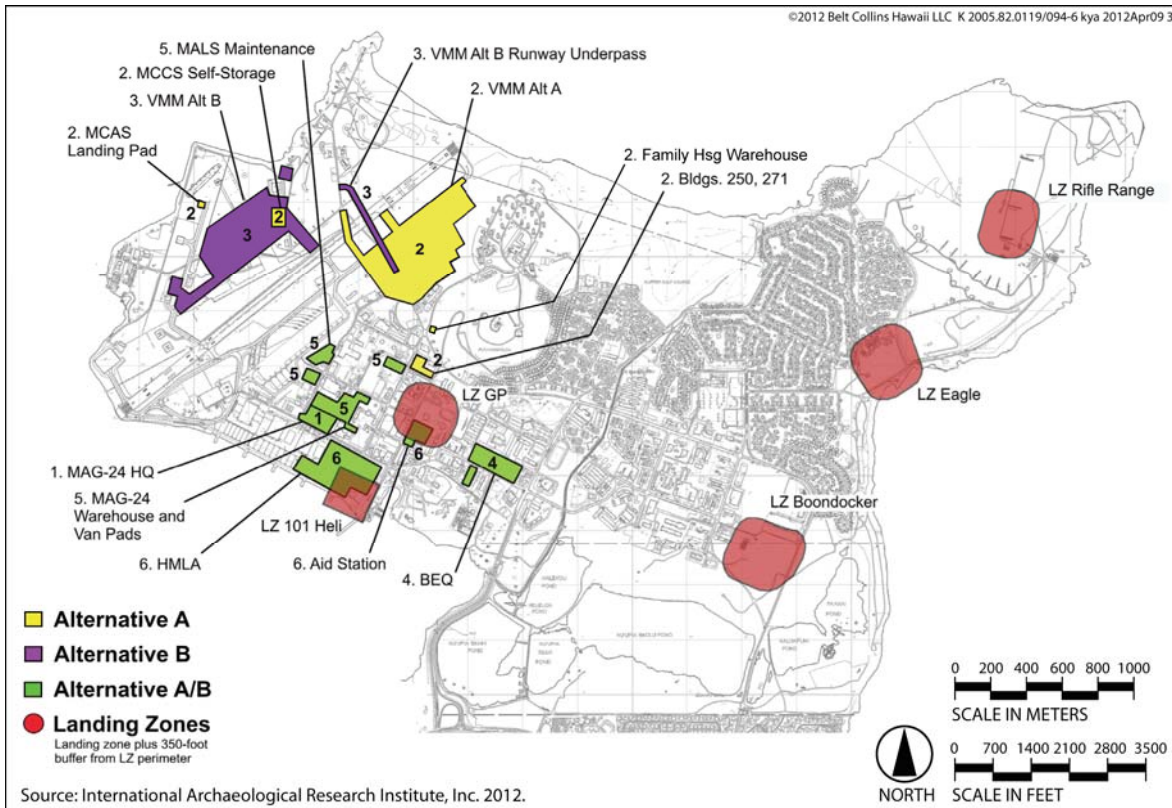 ©2012 Belt Collins Hawaii LLC K 2005.82.0119/094-6 kya 2012Apr09 3
5. MALS Maintenance
2. MCCS Self-Storage
3. VMM Alt B
2. MCAS
Landing Pad
3. VMM Alt B Runway Underpass
2. VMM Alt A
2. Family Hsg Warehouse
2. Bldgs. 250, 271
LZ Rifle Range
2
2
3
3
2
5
5
5
2
LZ GP
LZ Eagle
5
1
6
4
6
1. MAG-24 HQ
5. MAG-24
Warehouse and
Van Pads
LZ 101 Heli
6. HMLA
6. Aid Station
4. BEQ
LZ Boondocker
Alternative A
Alternative B
Alternative A/B
Landing Zones
Landing zone plus 350-foot
buffer from LZ perimeter
NORTH
0 200 400 600 800 1000
SCALE IN METERS
0 700 1400 2100 2800 3500
SCALE IN FEET
Source: International Archaeological Research Institute, Inc. 2012.